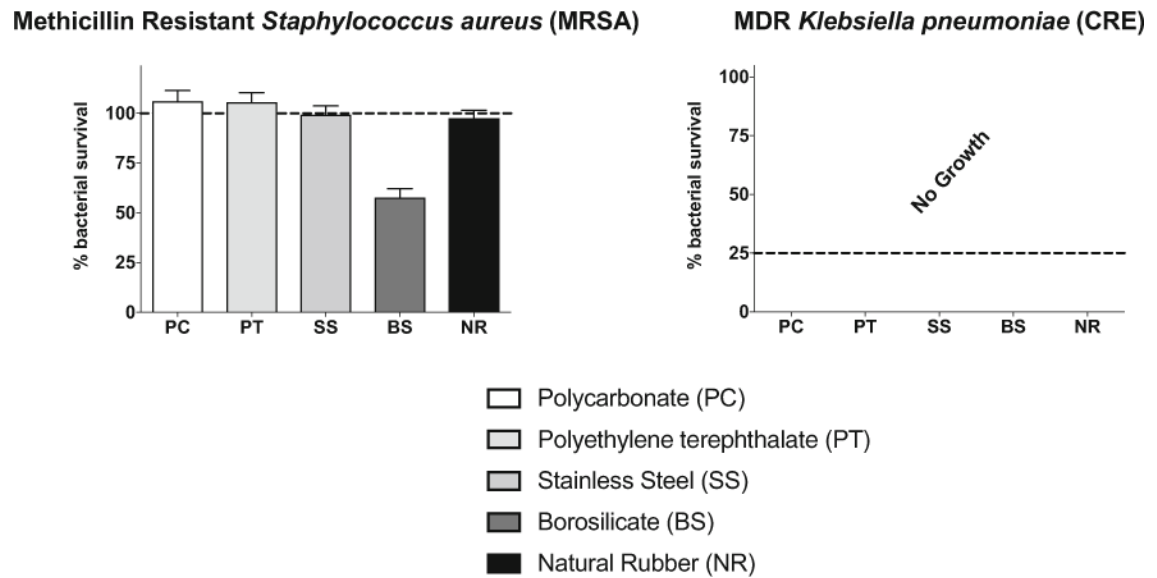 Methicillin Resistant Staphylococcus aureus (MRSA)
% bacterial survival
100
75
50
25
0
PC PT SS BS NR
MDR Klebsiella pneumoniae (CRE)
% bacterial survival
100
75
50
25
0
No Growth
PC PT SS BS NR
Polycarbonate (PC)
Polyethylene terephthalate (PT)
Stainless Steel (SS)
Borosilicate (BS)
Natural Rubber (NR)